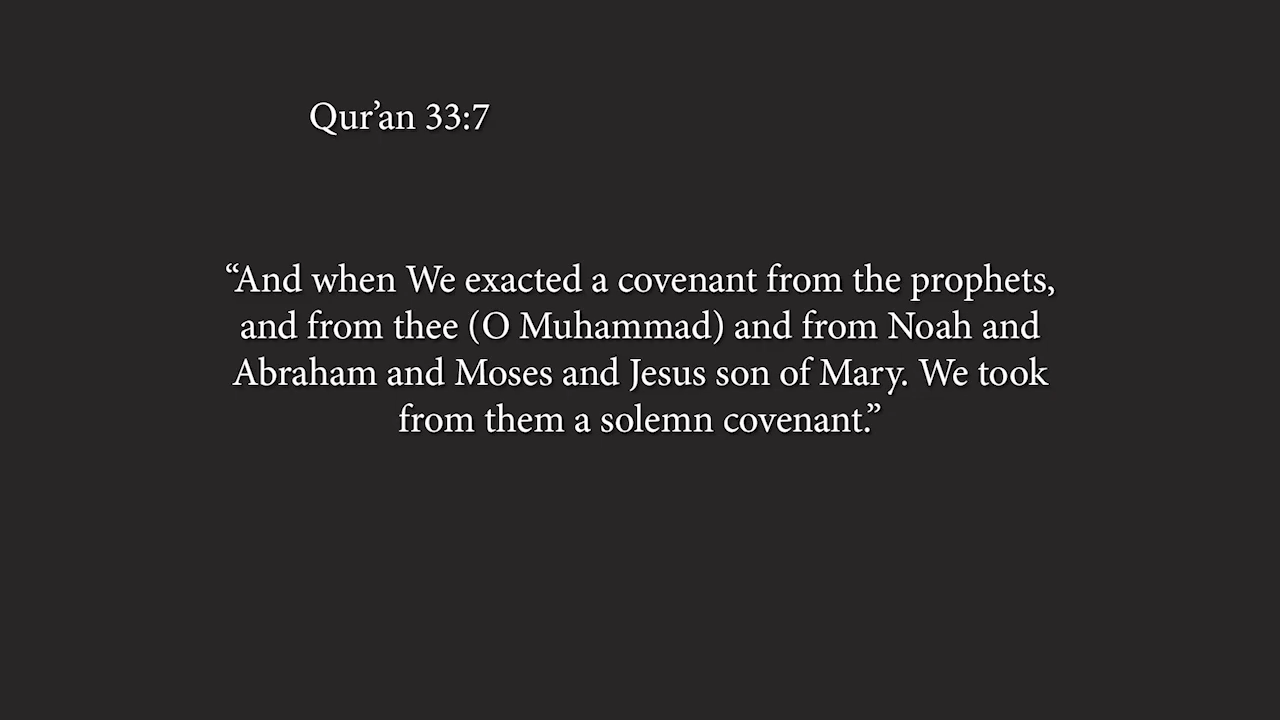 Qur’an 33:7
“And when We exacted a covenant from the prophets,
and from thee (O Muhammad) and from Noah and
Abraham and Moses and Jesus son of Mary. We took
from them a solemn covenant.”